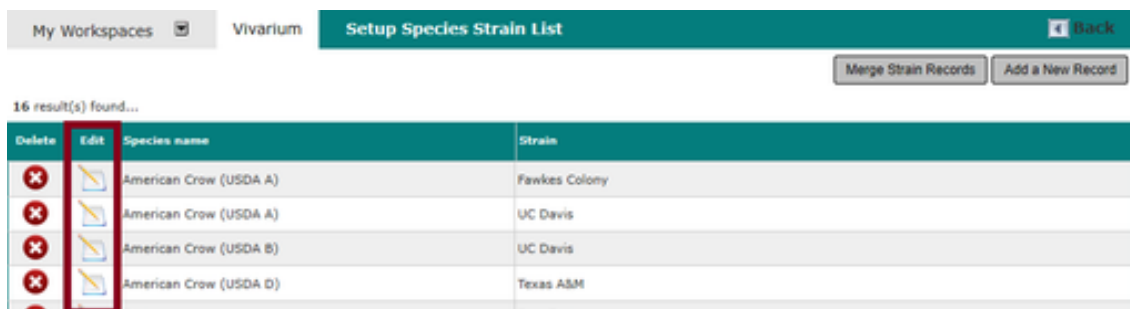 My Workspaces Vivarium Setup Species Strain List Back
Merge Strain Records Add a New Record
16 result(s) found...
Delete Edit Species name Strain
American Crow (USDA A) Fawkes Colony
American Crow (USDA A) UC Davis
American Crow (USDA B) UC Davis
American Crow (USDA D) Texas A&M